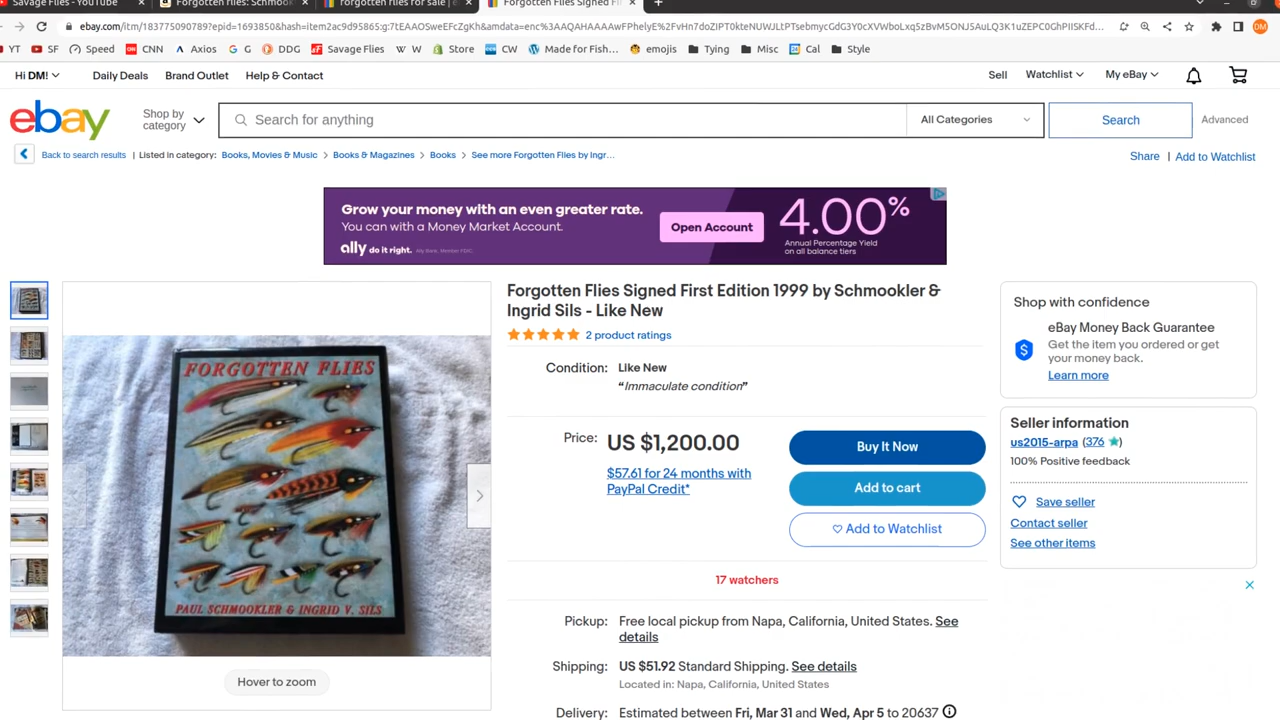 Savage Flies - YouTube
Forgotten Flies: Schmook
forgotten flies for sale | e
Forgotten Flies Signed Fi
ebay.com/itm/183775090789?epid=1693850&hash=item2ac9d95865:g:7tEAAOSweEFcZgKh&amdata=enc%3AAQAHAAAAwFPhelyE%2FvHn7doZIPT0kteNUWJLtPTsebmycGdG3Y0cXVWboLxq5zBvM5ONJ5AuLQ3K1uZEPC0GhPIISKFd...
YT
SF
Speed
CNN
Axios
G
DDG
Savage Flies
W
Store
CW
Made for Fish...
emojis
Tying
Misc
Cal
Style
Hi DM!
Daily Deals
Brand Outlet
Help & Contact
Sell
Watchlist
My eBay
ebay
Shop by category
Search for anything
All Categories
Search
Advanced
Back to search results | Listed in category: Books, Movies & Music > Books & Magazines > Books > See more Forgotten Flies by Ingr...
Share | Add to Watchlist
Grow your money with an even greater rate.
You can with a Money Market Account.
ally do it right. Ally Bank, Member FDIC.
Open Account
4.00%
Annual Percentage Yield
on all balance tiers
Forgotten Flies Signed First Edition 1999 by Schmookler &
Ingrid Sils - Like New
2 product ratings
Condition: Like New
“Immaculate condition”
Price: US $1,200.00
$57.61 for 24 months with
PayPal Credit*
Buy It Now
Add to cart
Add to Watchlist
17 watchers
Pickup: Free local pickup from Napa, California, United States. See
details
Shipping: US $51.92 Standard Shipping. See details
Located in: Napa, California, United States
Delivery: Estimated between Fri, Mar 31 and Wed, Apr 5 to 20637
FORGOTTEN FLIES
PAUL SCHMOOKLER & INGRID V. SILS
Hover to zoom
Shop with confidence
eBay Money Back Guarantee
Get the item you ordered or get
your money back.
Learn more
Seller information
us2015-arpa (376)
100% Positive feedback
Save seller
Contact seller
See other items